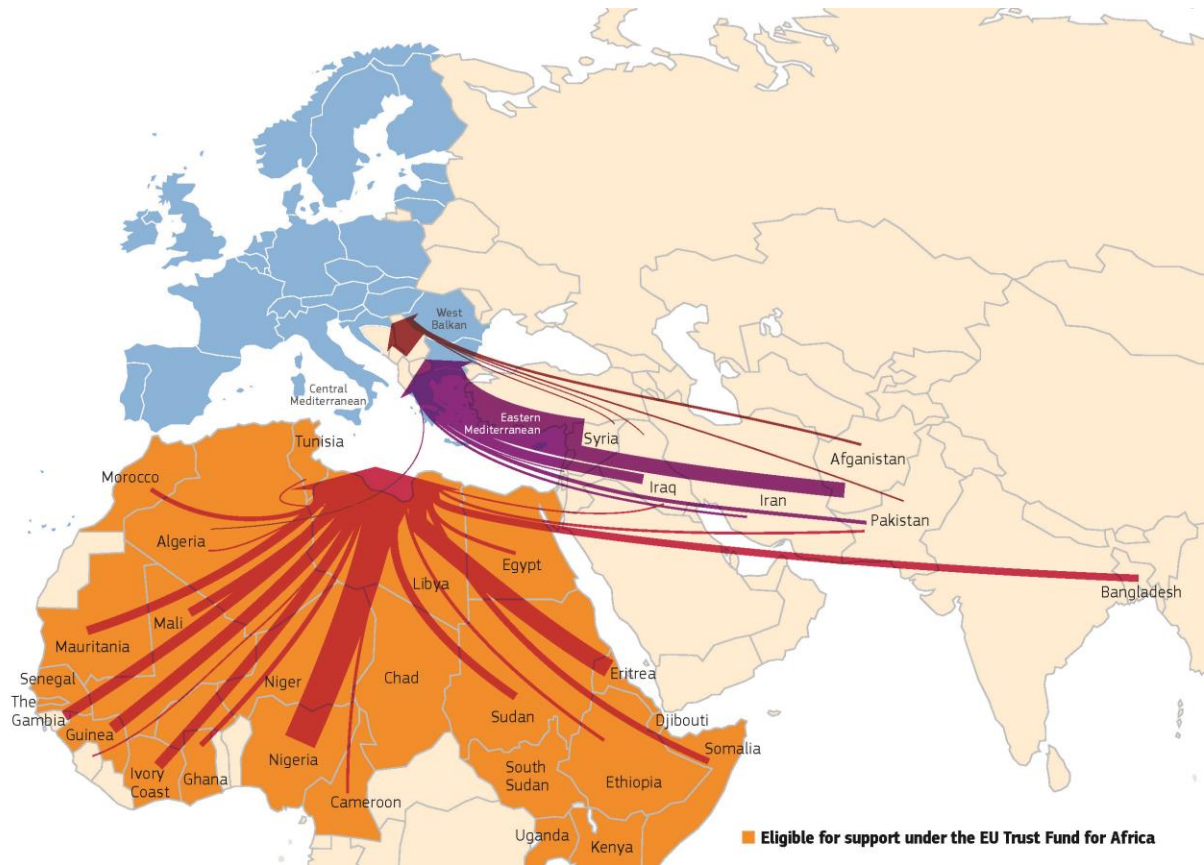 West
Balkan
Central
Mediterranean
Eastern
Mediterranean
Syria
Tunisia
Afganistan
Morocco
Iraq
Iran
Pakistan
Algeria
Egypt
Libya
Bangladesh
Mali
Mauritania
Senegal
Niger
Chad
Eritrea
The
Gambia
Guinea
Sudan
Djibouti
Somalia
Nigeria
Ivory
Coast
Ghana
South
Sudan
Ethiopia
Cameroon
Uganda
Kenya
Eligible for support under the EU Trust Fund for Africa